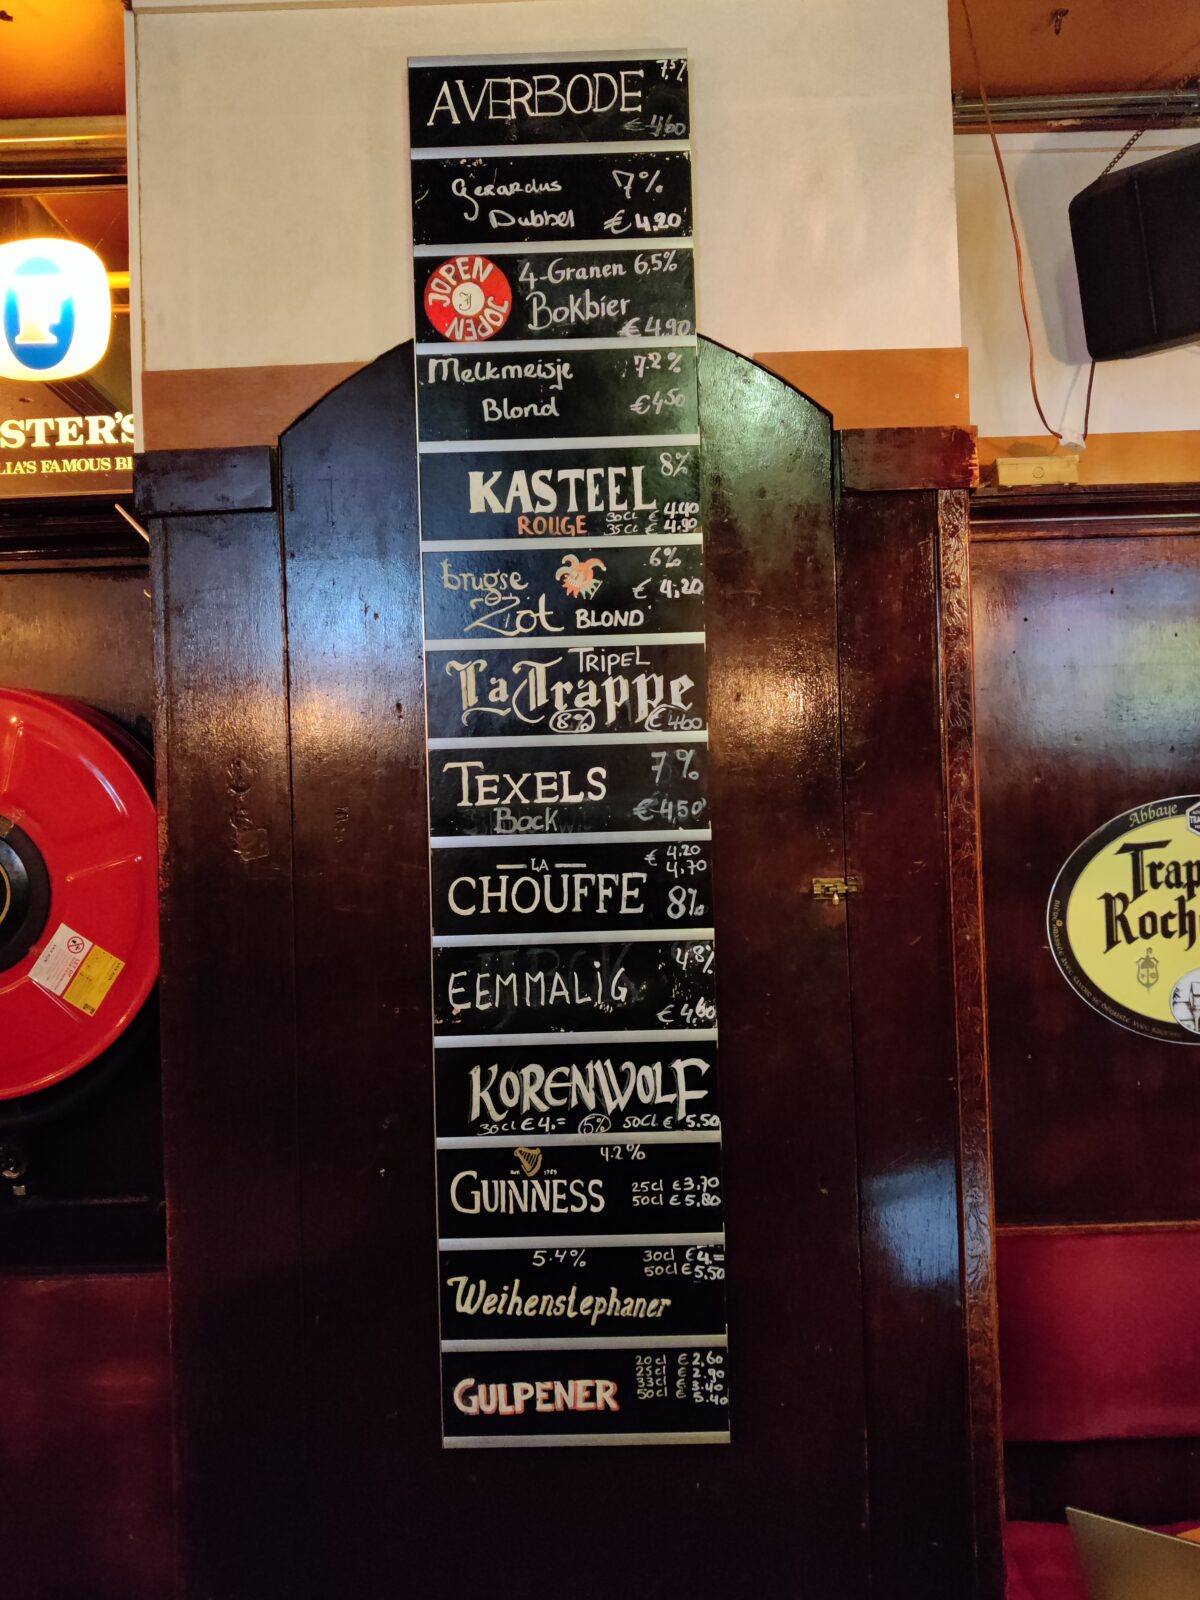 AVERBODE 7,5%
€ 4,60
Gerardus 7%
Dubbel € 4.20
JOPEN JOPEN
J
4-Granen 6,5%
Bokbier
€ 4.90
Melkmeisje 7.2%
Blond €4,50
8%
KASTEEL
ROUGE 30cl € 4.40
35cl € 4.90
6%
brugse € 4,20
Zot BLOND
TRIPEL
La Trappe
8% € 4,60
TEXELS 7%
Bock € 4,50
LA € 4.20
4.70
CHOUFFE 8%
4.8%
EEMMALIG
€ 4,60
KORENWOLF
30cl € 4,= 5% 50cl € 5.50
4.2%
EST. 1759
GUINNESS 25cl € 3,70
50cl € 5,80
5.4% 30cl € 4,=
50cl € 5,50
Weihenstephaner
20cl € 2,60
25cl € 2.90
33cl € 3.40
50cl € 5.40
GULPENER
STER'S
LIA'S FAMOUS
Abbaye
Trap
Roch